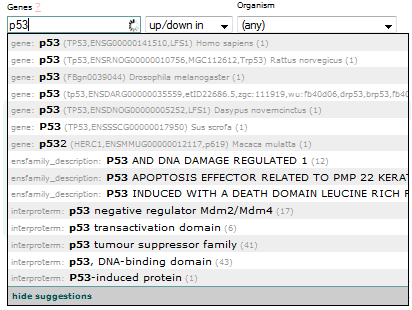 Genes ? Organism
p53 up/down in (any)
gene: p53 (TP53,ENSG00000141510,LFS1) Homo sapiens (1)
gene: p53 (TP53,ENSRNOG00000010756,MGC112612,Trp53) Rattus norvegicus (1)
gene: p53 (FBgn0039044) Drosophila melanogaster (1)
gene: p53 (tp53,ENSDARG00000035559,etID22686.5,zgc:111919,wu:fb40d06,drp53,brp53,fb40
gene: P53 (TP53,ENSDNOG00000005252,LFS1) Dasypus novemcinctus (1)
gene: P53 (TP53,ENSSSCG00000017950) Sus scrofa (1)
gene: p532 (HERC1,ENSMMUG00000012117,p619) Macaca mulatta (1)
ensfamily_description: P53 AND DNA DAMAGE REGULATED 1 (12)
ensfamily_description: P53 APOPTOSIS EFFECTOR RELATED TO PMP 22 KERAT
ensfamily_description: P53 INDUCED WITH A DEATH DOMAIN LEUCINE RICH R
interproterm: p53 negative regulator Mdm2/Mdm4 (17)
interproterm: p53 transactivation domain (6)
interproterm: p53 tumour suppressor family (41)
interproterm: p53, DNA-binding domain (43)
interproterm: P53-induced protein (1)
hide suggestions